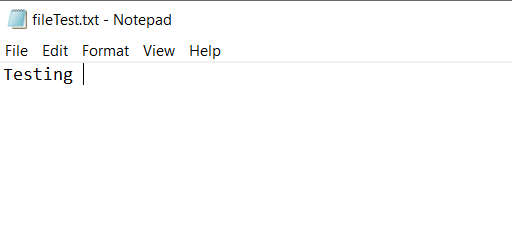 fileTest.txt - Notepad
File Edit Format View Help
Testing